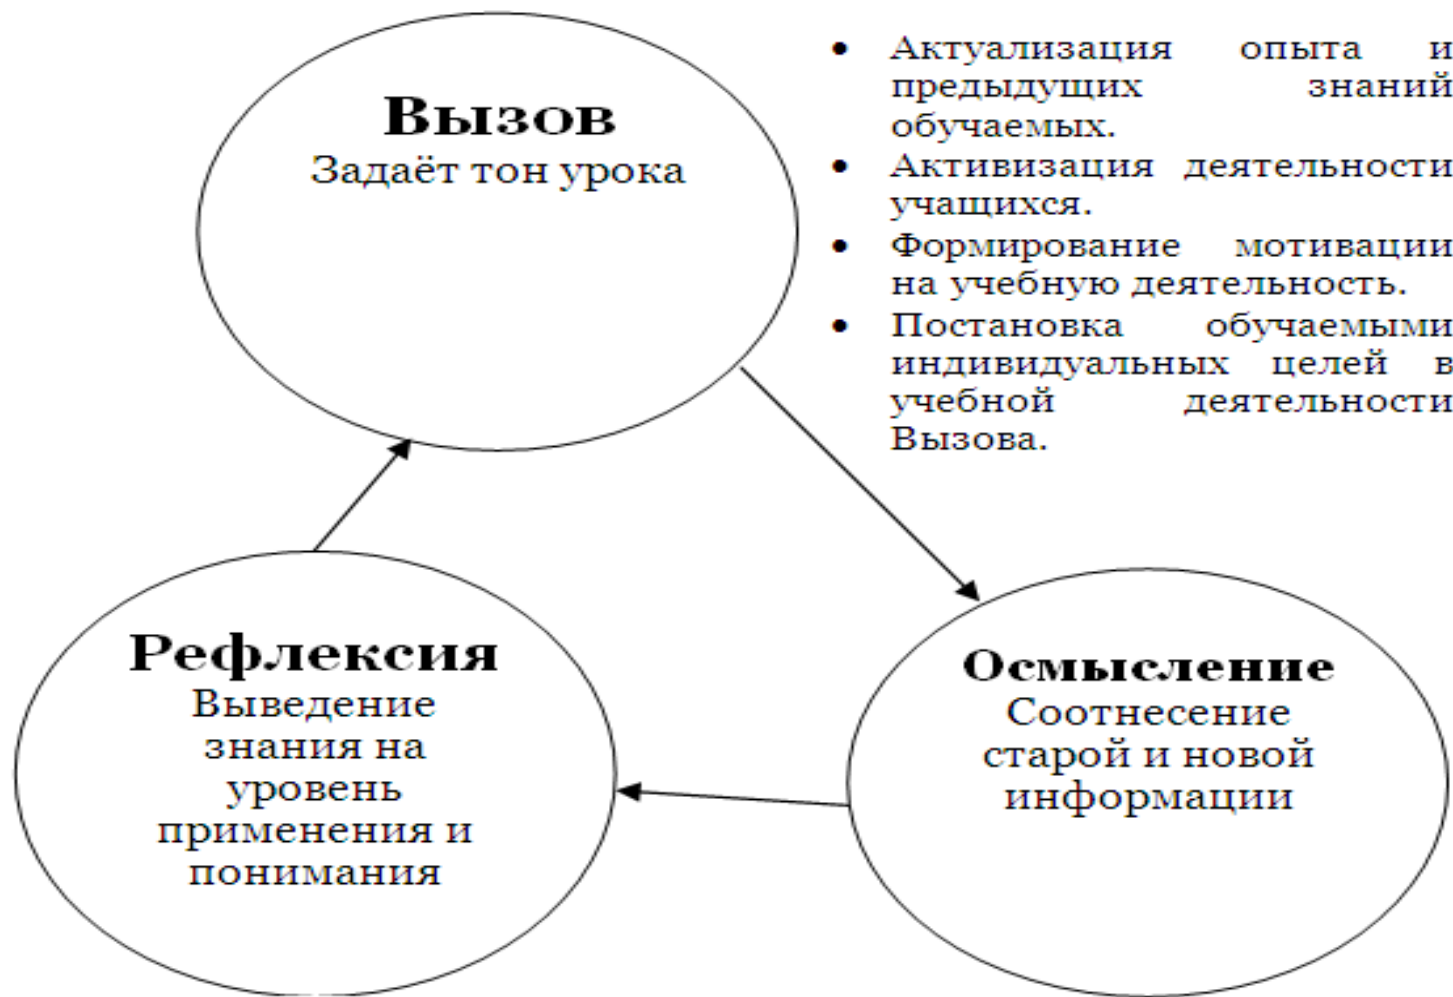 Вызов
Задаёт тон урока
• Актуализация опыта и
предыдущих знаний
обучаемых.
• Активизация деятельности
учащихся.
• Формирование мотивации
на учебную деятельность.
• Постановка обучаемыми
индивидуальных целей в
учебной деятельности
Вызова.
Рефлексия
Выведение
знания на
уровень
применения и
понимания
Осмысление
Соотнесение
старой и новой
информации